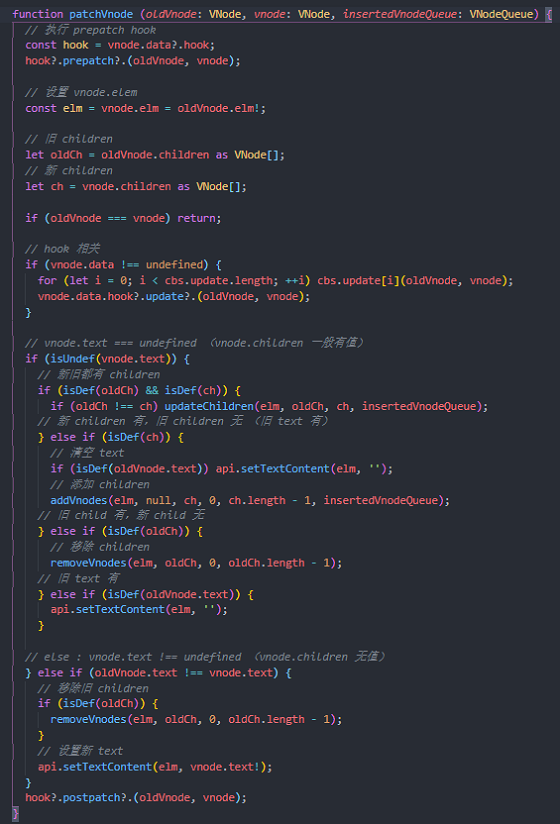 function patchVnode (oldVnode: VNode, vnode: VNode, insertedVnodeQueue: VNodeQueue) {
// 执行 prepatch hook
const hook = vnode.data?.hook;
hook?.prepatch?.(oldVnode, vnode);
// 设置 vnode.elem
const elm = vnode.elm = oldVnode.elm!;
// 旧 children
let oldCh = oldVnode.children as VNode[];
// 新 children
let ch = vnode.children as VNode[];
if (oldVnode === vnode) return;
// hook 相关
if (vnode.data !== undefined) {
for (let i = 0; i < cbs.update.length; ++i) cbs.update[i](oldVnode, vnode);
vnode.data.hook?.update?.(oldVnode, vnode);
}
// vnode.text === undefined （vnode.children 一般有值）
if (isUndef(vnode.text)) {
// 新旧都有 children
if (isDef(oldCh) && isDef(ch)) {
if (oldCh !== ch) updateChildren(elm, oldCh, ch, insertedVnodeQueue);
// 新 children 有，旧 children 无 （旧 text 有）
} else if (isDef(ch)) {
// 清空 text
if (isDef(oldVnode.text)) api.setTextContent(elm, '');
// 添加 children
addVnodes(elm, null, ch, 0, ch.length - 1, insertedVnodeQueue);
// 旧 child 有，新 child 无
} else if (isDef(oldCh)) {
// 移除 children
removeVnodes(elm, oldCh, 0, oldCh.length - 1);
// 旧 text 有
} else if (isDef(oldVnode.text)) {
api.setTextContent(elm, '');
}
// else : vnode.text !== undefined （vnode.children 无值）
} else if (oldVnode.text !== vnode.text) {
// 移除旧 children
if (isDef(oldCh)) {
removeVnodes(elm, oldCh, 0, oldCh.length - 1);
}
// 设置新 text
api.setTextContent(elm, vnode.text!);
}
hook?.postpatch?.(oldVnode, vnode);
}